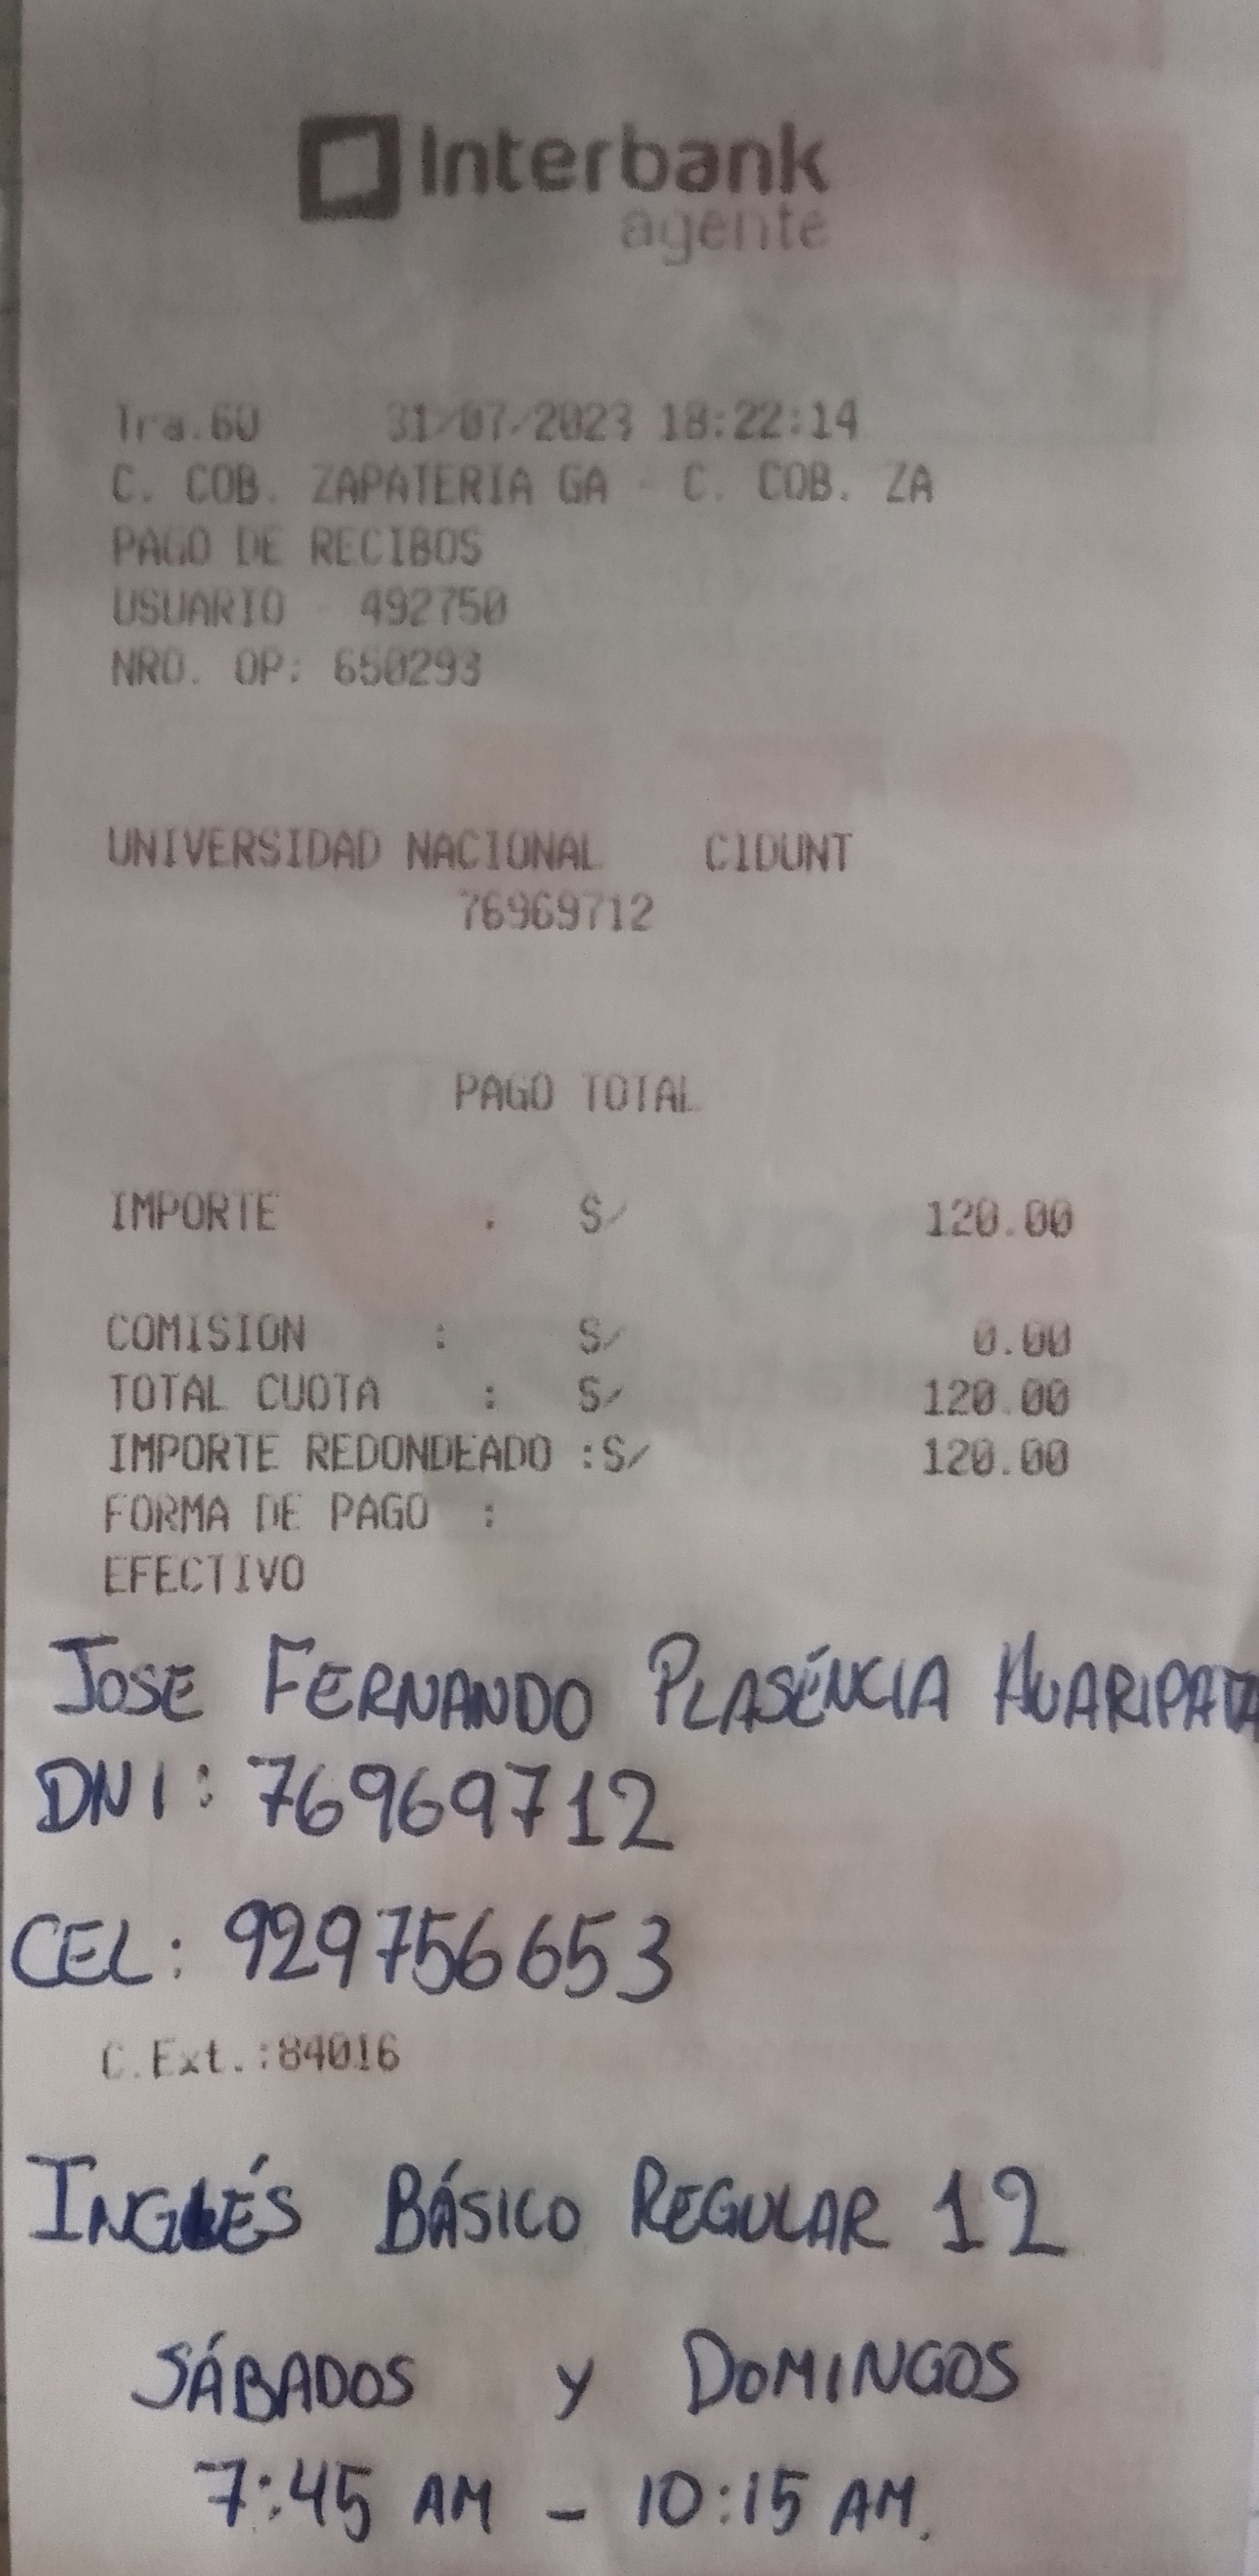 Interbank
agente
Tra.60 31/07/2023 18:22:14
C. COB. ZAPATERIA GA - C. COB. ZA
PAGO DE RECIBOS
USUARIO - 492750
NRO. OP: 650293
UNIVERSIDAD NACIONAL CIDUNT
76969712
PAGO TOTAL
IMPORTE : S/ 120.00
COMISION : S/ 0.00
TOTAL CUOTA : S/ 120.00
IMPORTE REDONDEADO :S/ 120.00
FORMA DE PAGO :
EFECTIVO
JOSE FERNANDO PLASÉNCIA HUARIPATA
DNI: 76969712
CEL: 929756653
C.Ext.:84016
INGLÉS BÁSICO REGULAR 12
SÁBADOS Y DOMINGOS
7:45 AM - 10:15 AM.